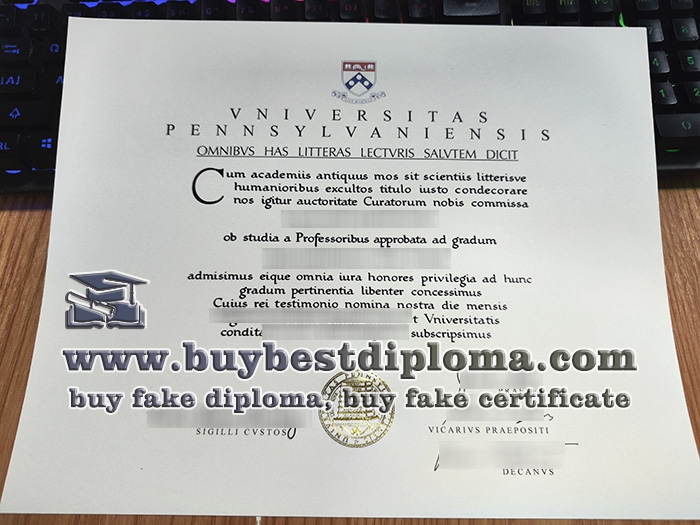 VNIVERSITAS
PENNSYLVANIENSIS
OMNIBVS HAS LITTERAS LECTVRIS SALVTEM DICIT
Cum academiis antiquus mos sit scientiis litterisve
humanioribus excultos titulo iusto condecorare
nos igitur auctoritate Curatorum nobis commissa
ob studia a Professoribus approbata ad gradum
admisimus eique omnia iura honores privilegia ad hunc
gradum pertinentia libenter concessimus
Cuius rei testimonio nomina nostra die mensis
t Vniversitatis
condita subscripsimus
www.buybestdiploma.com
buy fake diploma, buy fake certificate
SIGILLI CVSTOS
VICARIVS PRAEPOSITI
DECANVS